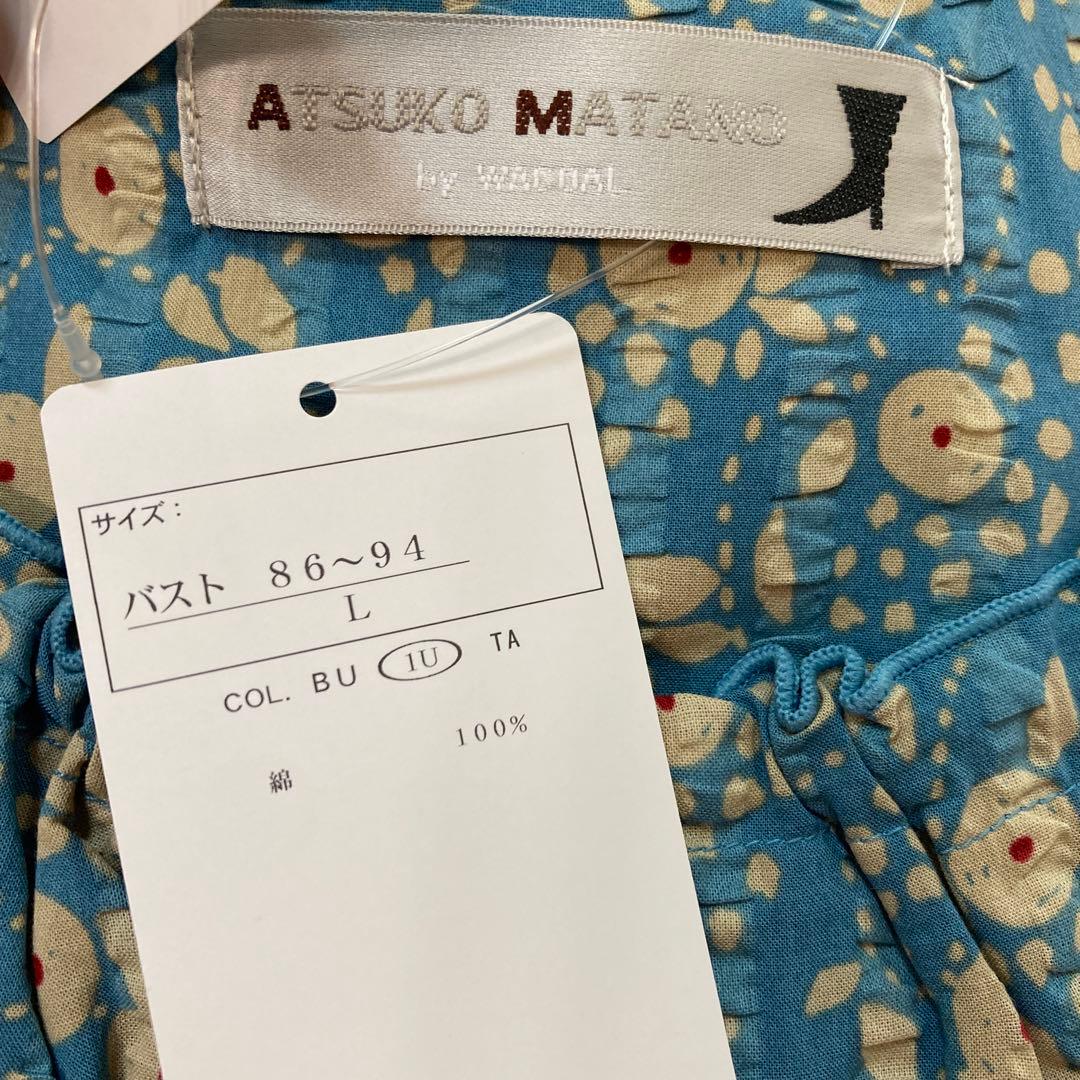 ATSUKO MATANO
by WACOAL
サイズ：
バスト ８６～９４
L
COL. BU 1U TA
綿 100%